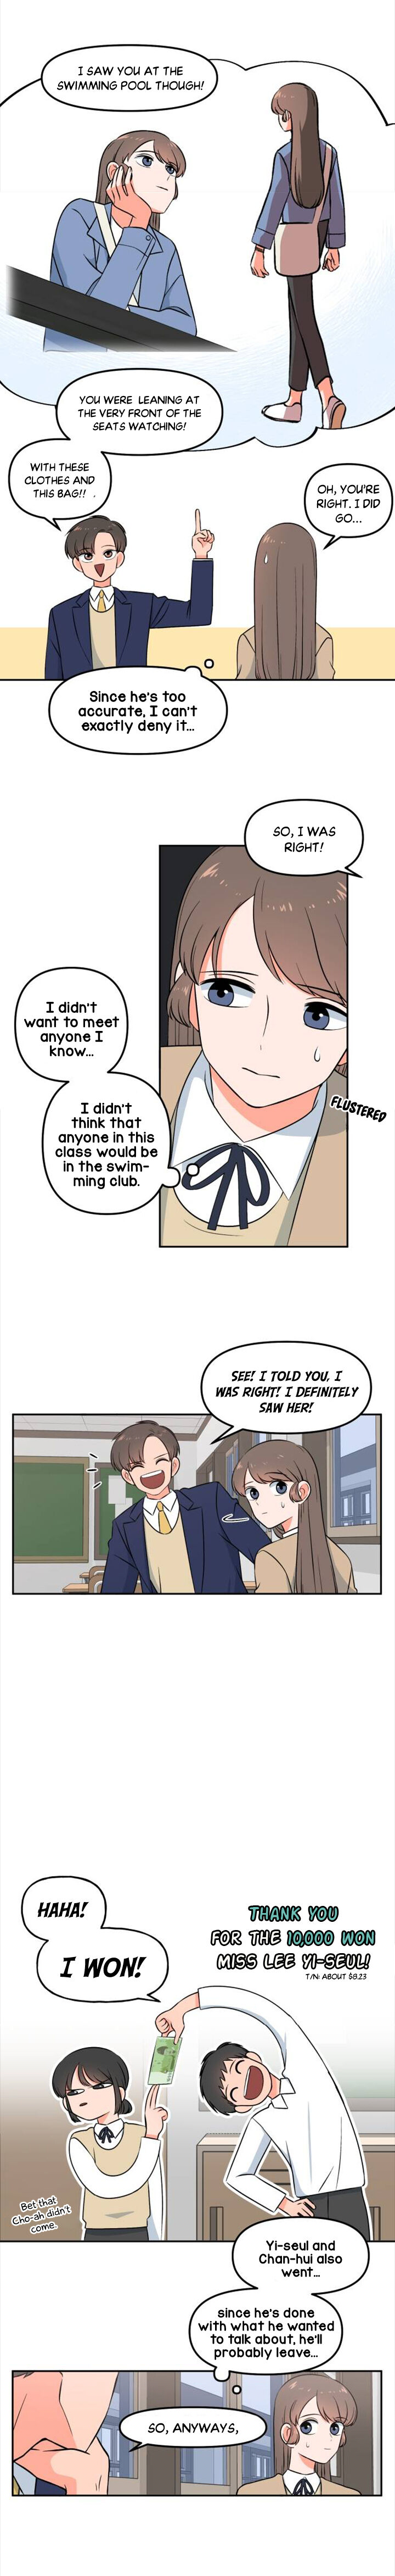 I SAW YOU AT THE
SWIMMING POOL THOUGH!
YOU WERE LEANING AT
THE VERY FRONT OF THE
SEATS WATCHING!
WITH THESE
CLOTHES AND
THIS BAG!!
OH, YOU'RE
RIGHT. I DID
GO...
Since he's too
accurate, I can't
exactly deny it...
SO, I WAS
RIGHT!
I didn't
want to meet
anyone I
know...
I didn't
think that
anyone in this
class would be
in the swim-
ming club.
FLUSTERED
SEE! I TOLD YOU, I
WAS RIGHT! I DEFINITELY
SAW HER!
HAHA!
I WON!
THANK YOU
FOR THE 10,000 WON
MISS LEE YI-SEUL!
T/N: ABOUT $8.23
Bet that
Cho-ah didn't
come.
Yi-seul and
Chan-hui also
went...
since he's done
with what he wanted
to talk about, he'll
probably leave...
SO, ANYWAYS,